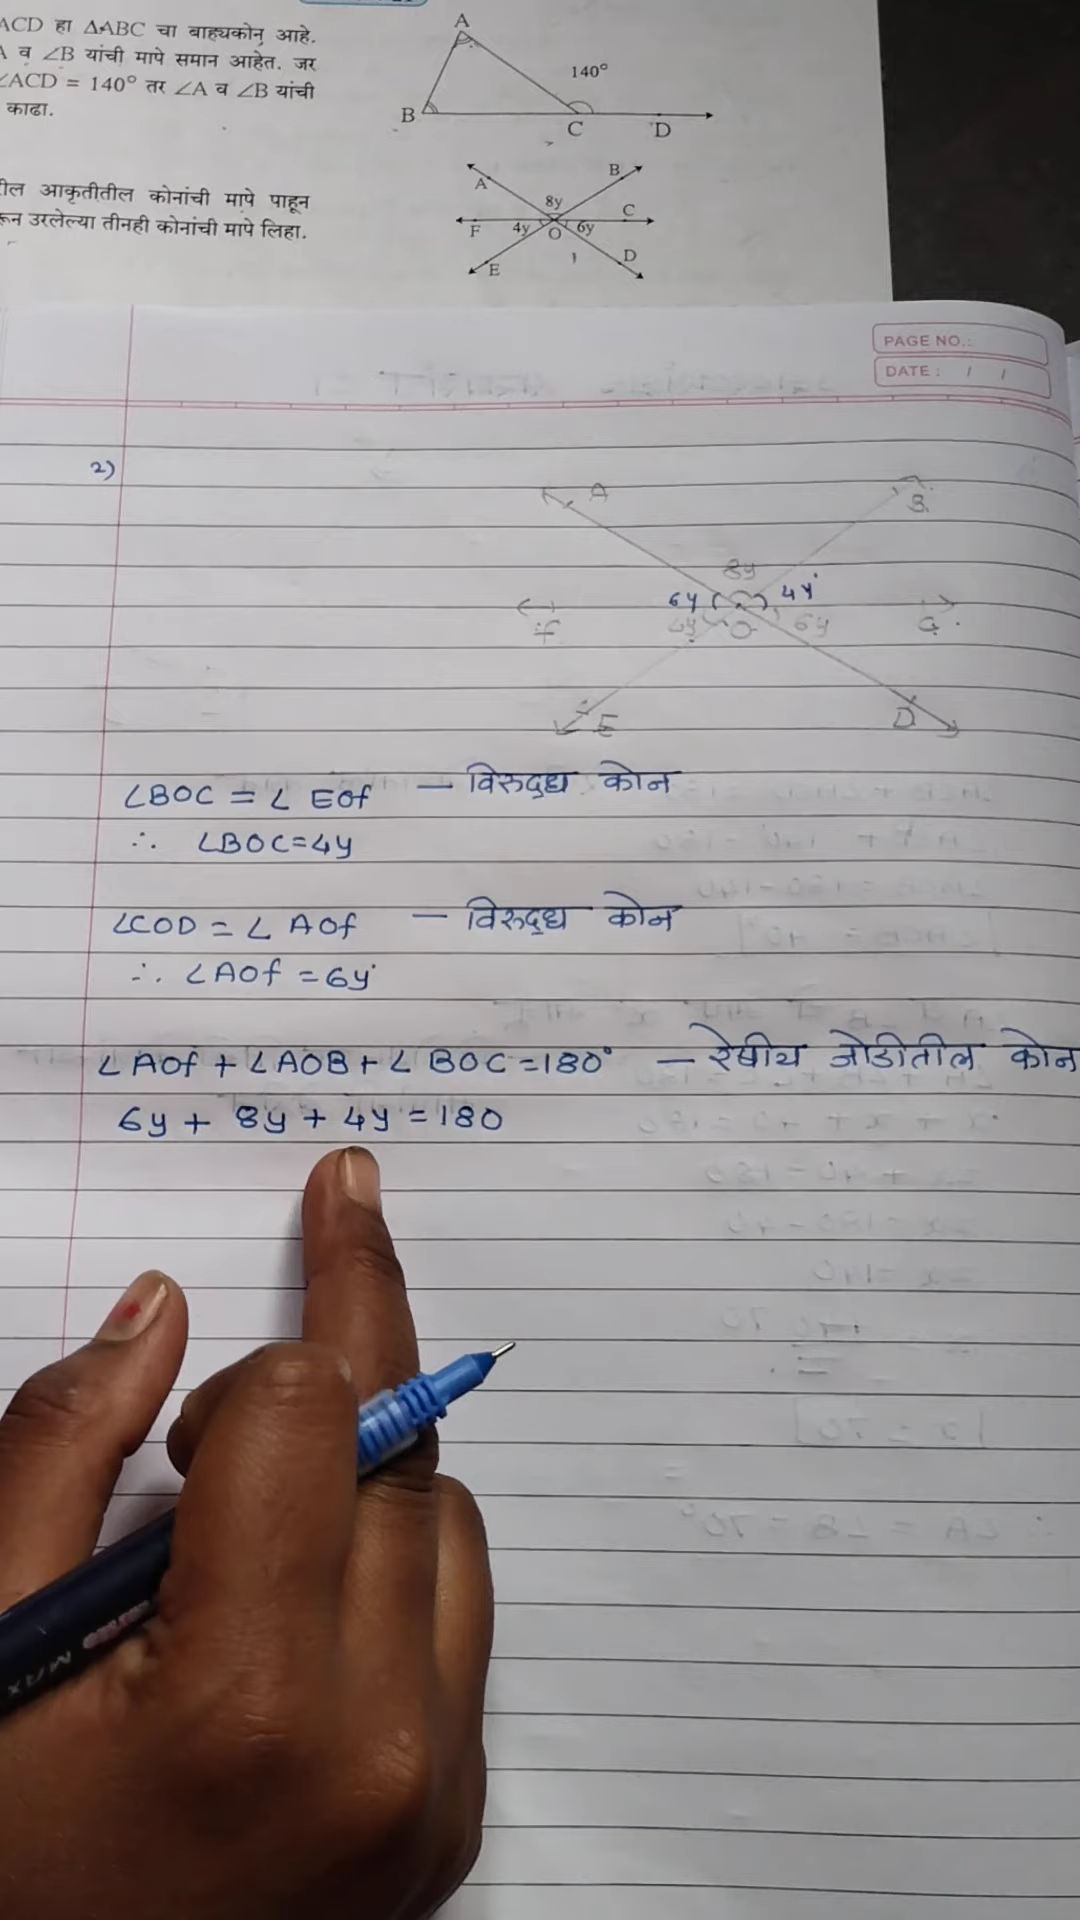 ACD हा ΔABC चा बाह्यकोन आहे.
व ∠B यांची मापे समान आहेत. जर
∠ACD = 140° तर ∠A व ∠B यांची
काढा.
A
140°
B
C
D
आकृतीतील कोनांची मापे पाहून
उरलेल्या तीनही कोनांची मापे लिहा.
A
B
8y
C
F
4y
O
6y
E
D
PAGE NO.:
DATE: / /
2)
A
B
8y
6y
4y
F
4y
O
6y
C
E
D
∠BOC = ∠EOf — विरुद्ध कोन
∴ ∠BOC=4y
∠COD = ∠AOf — विरुद्ध कोन
∴ ∠AOf = 6y
∠AOf + ∠AOB + ∠BOC = 180° — रेषीय जोडीतील कोन
6y + 8y + 4y = 180